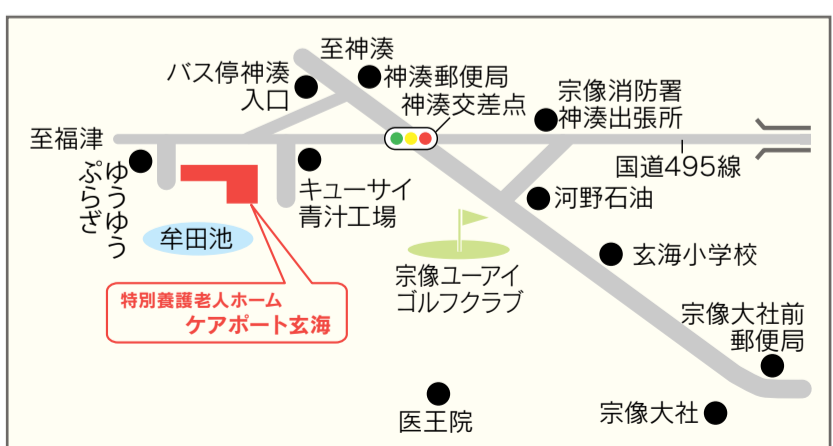 至神湊
バス停神湊
入口
神湊郵便局
神湊交差点
宗像消防署
神湊出張所
至福津
国道495線
ゆうゆう
ぷらざ
キューサイ
青汁工場
河野石油
牟田池
玄海小学校
宗像ユーアイ
ゴルフクラブ
特別養護老人ホーム
ケアポート玄海
宗像大社前
郵便局
医王院
宗像大社